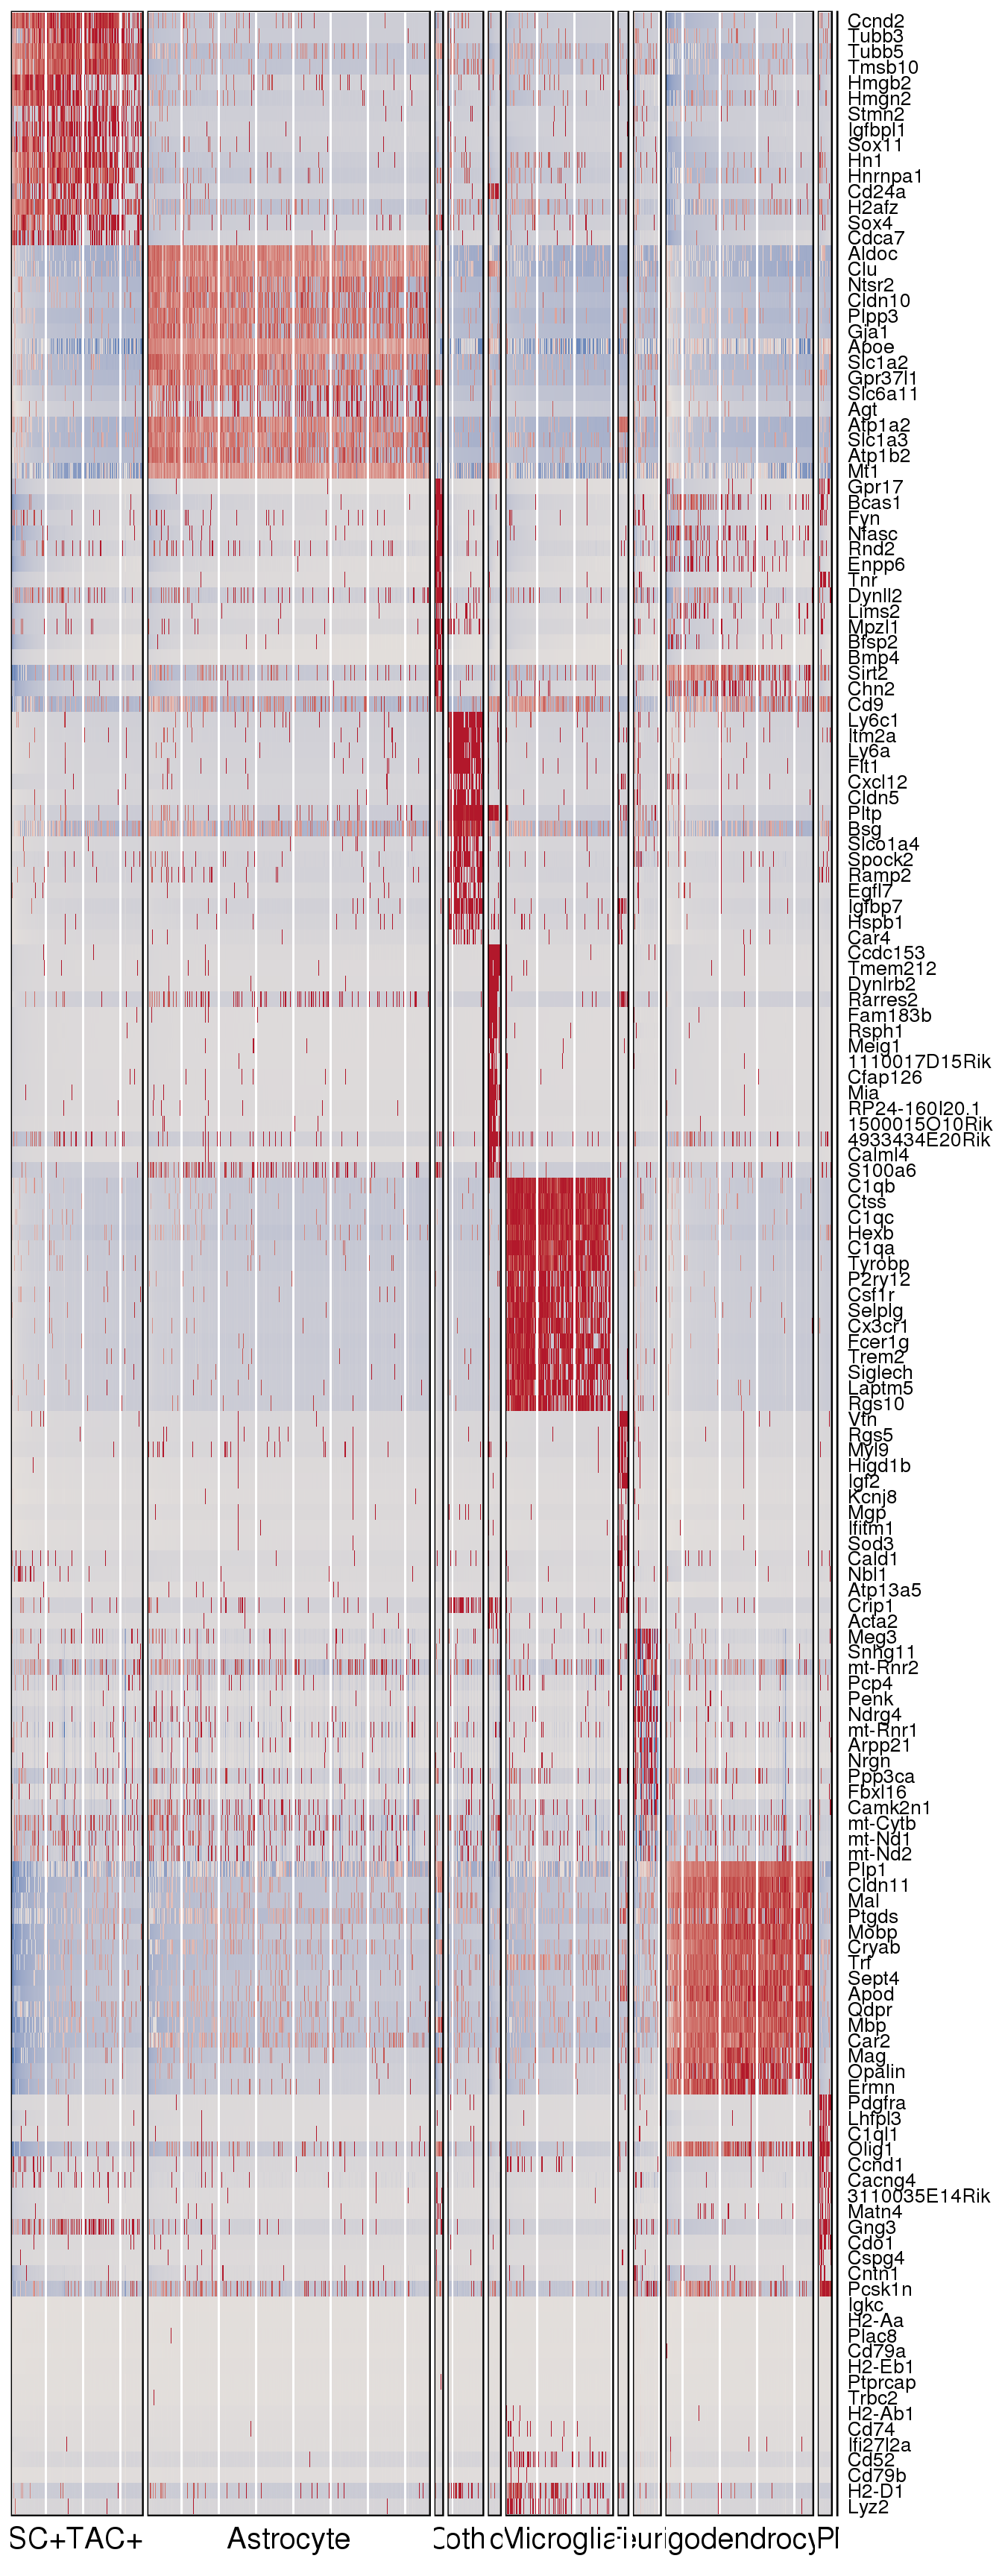 Ccnd2
Tubb3
Tubb5
Tmsb10
Hmgb2
Hmgn2
Stmn2
Igfbpl1
Sox11
Hn1
Hnrnpa1
Cd24a
H2afz
Sox4
Cdca7
Aldoc
Clu
Ntsr2
Cldn10
Plpp3
Gja1
Apoe
Slc1a2
Gpr37l1
Slc6a11
Agt
Atp1a2
Slc1a3
Atp1b2
Mt1
Gpr17
Bcas1
Fyn
Nfasc
Rnd2
Enpp6
Tnr
Dynll2
Lims2
Mpzl1
Bfsp2
Bmp4
Sirt2
Chn2
Cd9
Ly6c1
Itm2a
Ly6a
Flt1
Cxcl12
Cldn5
Pltp
Bsg
Slco1a4
Spock2
Ramp2
Egfl7
Igfbp7
Hspb1
Car4
Ccdc153
Tmem212
Dynlrb2
Rarres2
Fam183b
Rsph1
Meig1
1110017D15Rik
Cfap126
Mia
RP24-160I20.1
1500015O10Rik
4933434E20Rik
Calml4
S100a6
C1qb
Ctss
C1qc
Hexb
C1qa
Tyrobp
P2ry12
Csf1r
Selplg
Cx3cr1
Fcer1g
Trem2
Siglech
Laptm5
Rgs10
Vtn
Rgs5
Myl9
Higd1b
Igf2
Kcnj8
Mgp
Ifitm1
Sod3
Cald1
Nbl1
Atp13a5
Crip1
Acta2
Meg3
Snhg11
mt-Rnr2
Pcp4
Penk
Ndrg4
mt-Rnr1
Arpp21
Nrgn
Ppp3ca
Fbxl16
Camk2n1
mt-Cytb
mt-Nd1
mt-Nd2
Plp1
Cldn11
Mal
Ptgds
Mobp
Cryab
Trf
Sept4
Apod
Qdpr
Mbp
Car2
Mag
Opalin
Ermn
Pdgfra
Lhfpl3
C1ql1
Olig1
Ccnd1
Cacng4
3110035E14Rik
Matn4
Gng3
Cdo1
Cspg4
Cntn1
Pcsk1n
Igkc
H2-Aa
Plac8
Cd79a
H2-Eb1
Ptprcap
Trbc2
H2-Ab1
Cd74
Ifi27l2a
Cd52
Cd79b
H2-D1
Lyz2
SC+TAC+ Astrocyte Microglia igodendrocy